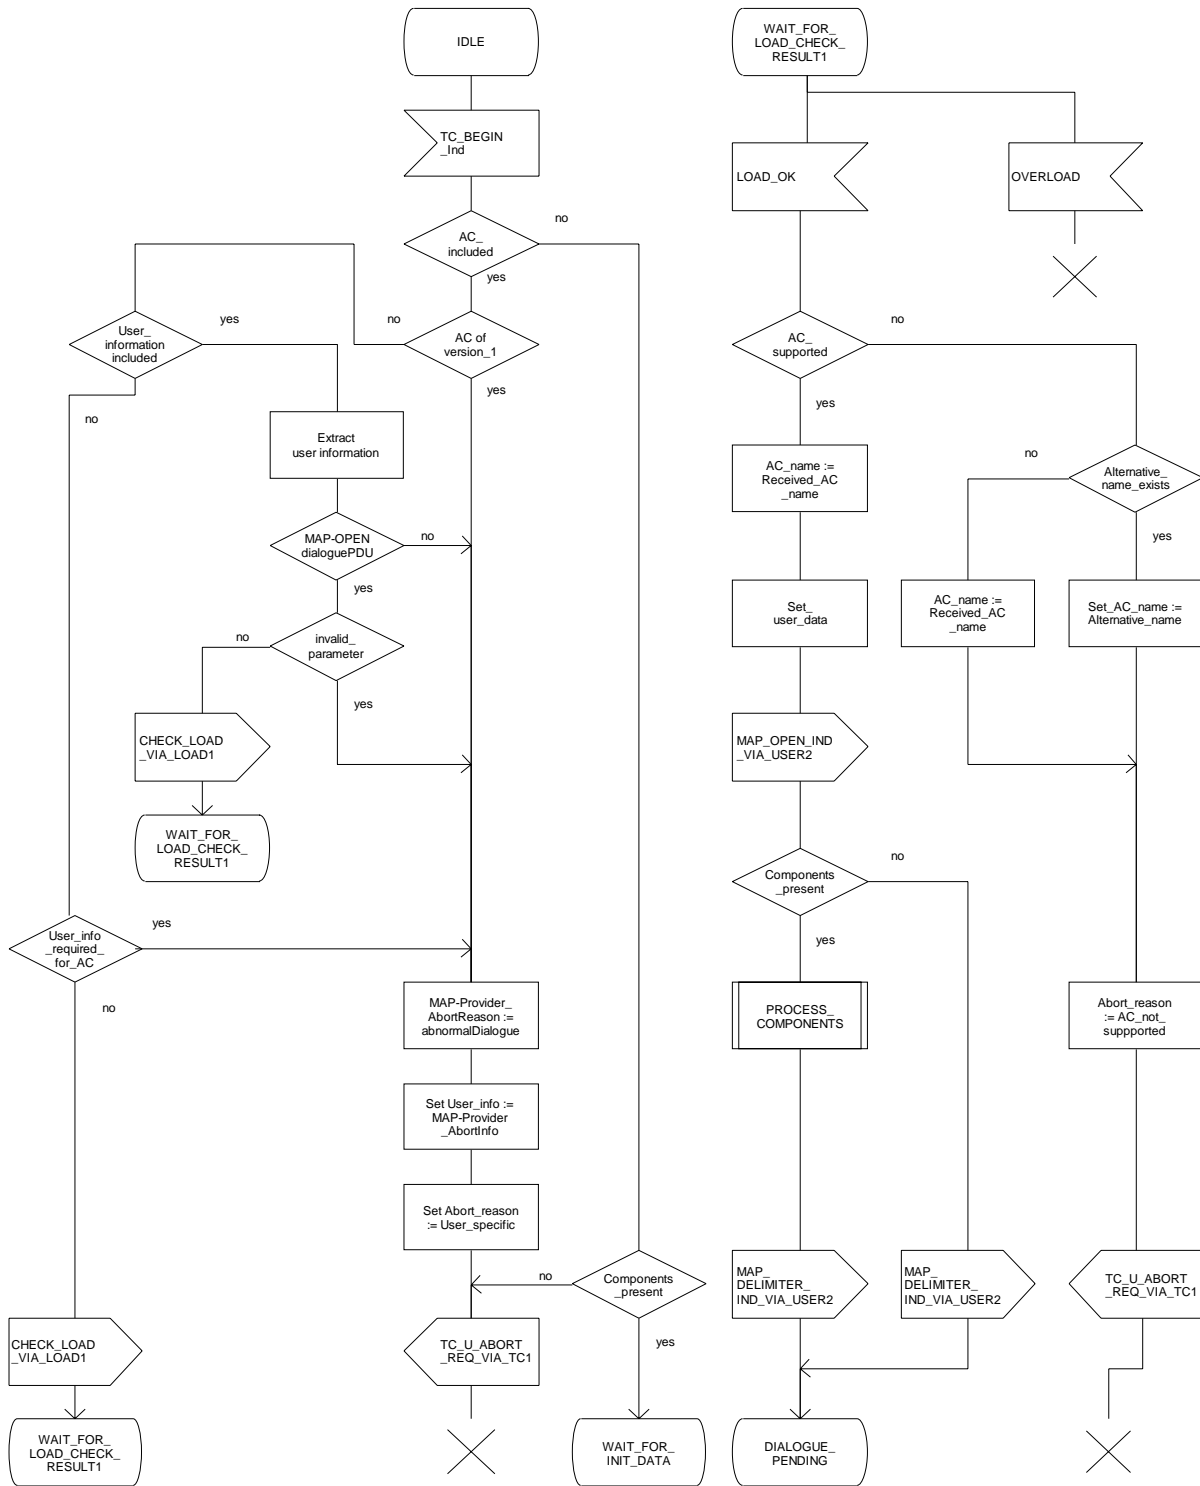 IDLE
TC_BEGIN
_Ind
AC_
included
no
yes
AC of
version_1
no
yes
User_
information
included
yes
no
Extract
user information
MAP-OPEN
dialoguePDU
no
yes
invalid_
parameter
no
yes
CHECK_LOAD
_VIA_LOAD1
WAIT_FOR_
LOAD_CHECK_
RESULT1
User_info
_required_
for_AC
yes
no
MAP-Provider_
AbortReason :=
abnormalDialogue
Set User_info :=
MAP-Provider
_AbortInfo
Set Abort_reason
:= User_specific
no
Components
_present
yes
CHECK_LOAD
_VIA_LOAD1
TC_U_ABORT
_REQ_VIA_TC1
WAIT_FOR_
LOAD_CHECK_
RESULT1
WAIT_FOR_
INIT_DATA
WAIT_FOR_
LOAD_CHECK_
RESULT1
LOAD_OK
OVERLOAD
AC_
supported
no
yes
AC_name :=
Received_AC
_name
no
Alternative_
name_exists
yes
Set_
user_data
AC_name :=
Received_AC
_name
Set_AC_name :=
Alternative_name
MAP_OPEN_IND
_VIA_USER2
Components
_present
no
yes
PROCESS_
COMPONENTS
Abort_reason
:= AC_not_
suppported
MAP_
DELIMITER_
IND_VIA_USER2
MAP_
DELIMITER_
IND_VIA_USER2
TC_U_ABORT
_REQ_VIA_TC1
DIALOGUE_
PENDING